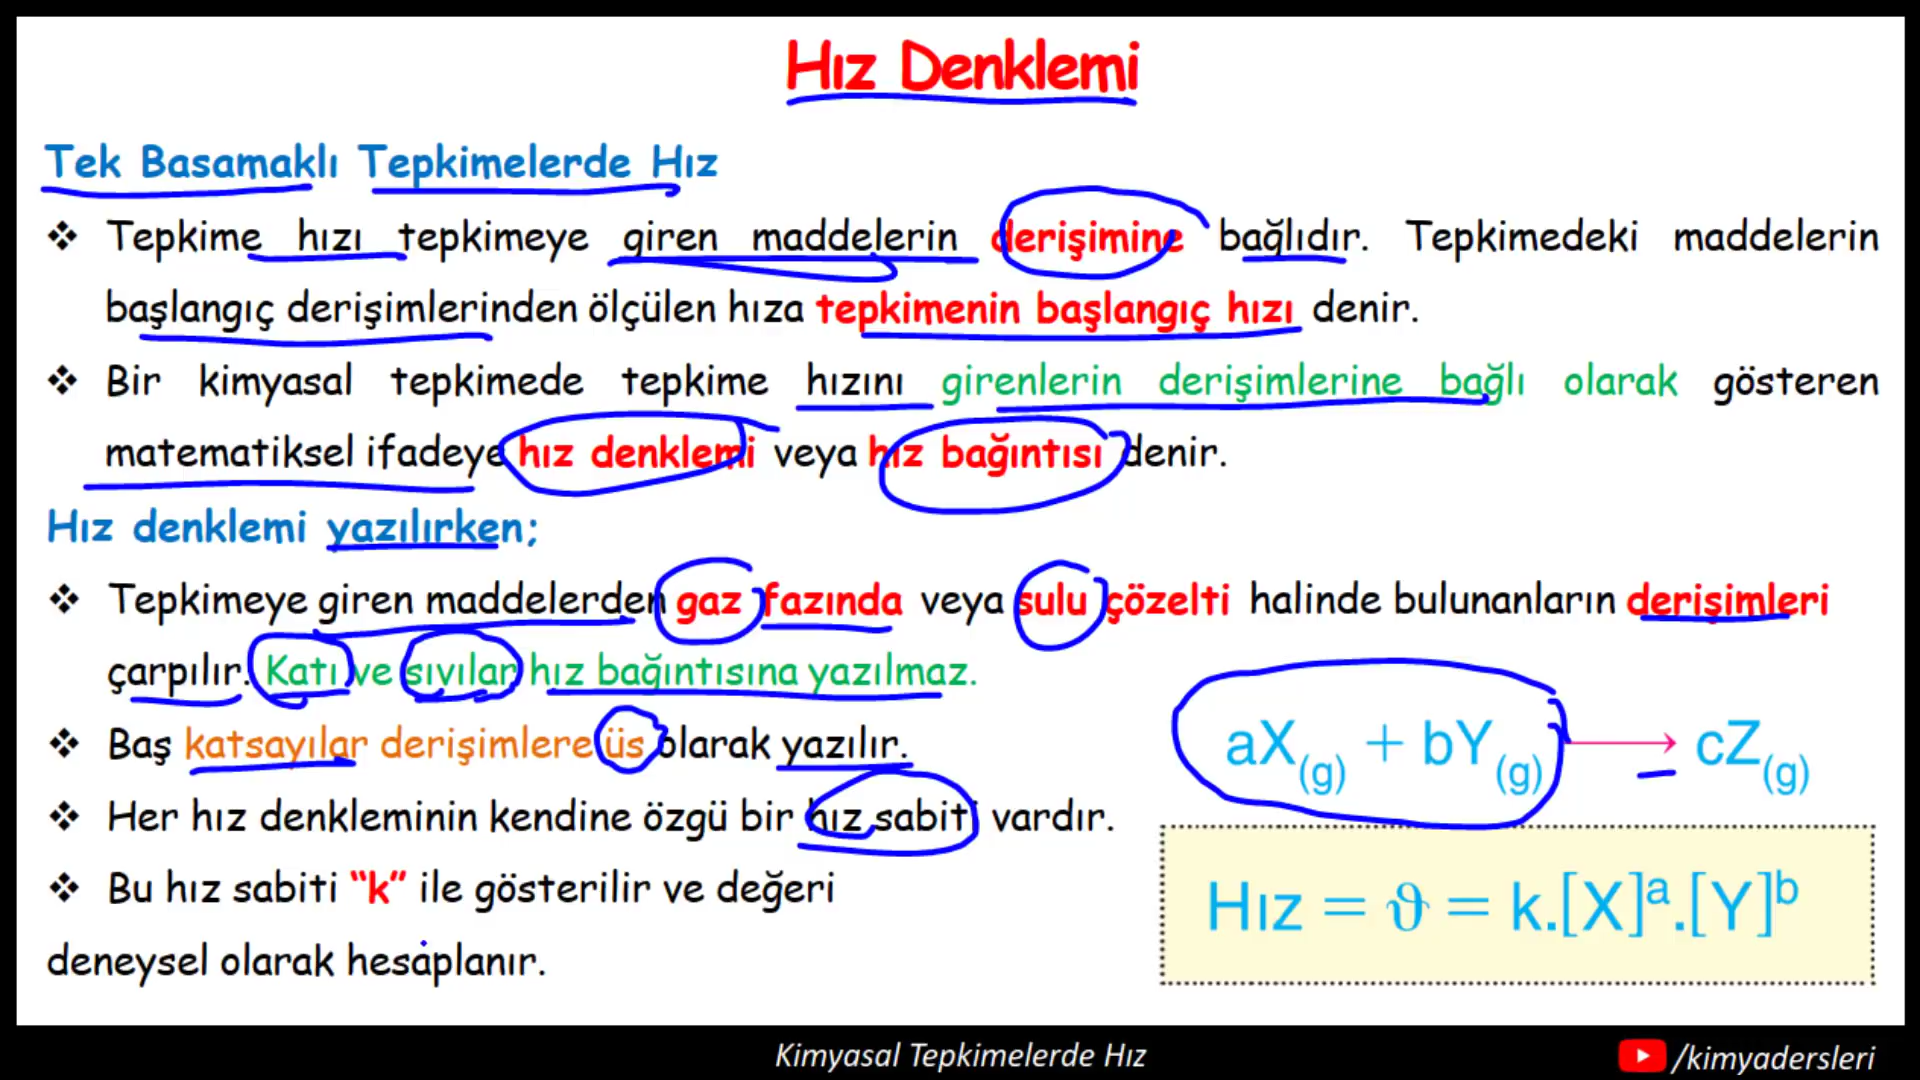 Hız Denklemi
Tek Basamaklı Tepkimelerde Hız
❖ Tepkime hızı tepkimeye giren maddelerin derişimine bağlıdır. Tepkimedeki maddelerin
başlangıç derişimlerinden ölçülen hıza tepkimenin başlangıç hızı denir.
❖ Bir kimyasal tepkimede tepkime hızını girenlerin derişimlerine bağlı olarak gösteren
matematiksel ifadeye hız denklemi veya hız bağıntısı denir.
Hız denklemi yazılırken;
❖ Tepkimeye giren maddelerden gaz fazında veya sulu çözelti halinde bulunanların derişimleri
çarpılır. Katı ve sıvılar hız bağıntısına yazılmaz.
❖ Baş katsayılar derişimlere üs olarak yazılır.
aX(g) + bY(g) → cZ(g)
❖ Her hız denkleminin kendine özgü bir hız sabiti vardır.
❖ Bu hız sabiti “k” ile gösterilir ve değeri
deneysel olarak hesaplanır.
Hız = ϑ = k.[X]ᵃ.[Y]ᵇ
Kimyasal Tepkimelerde Hız
/kimyadersleri